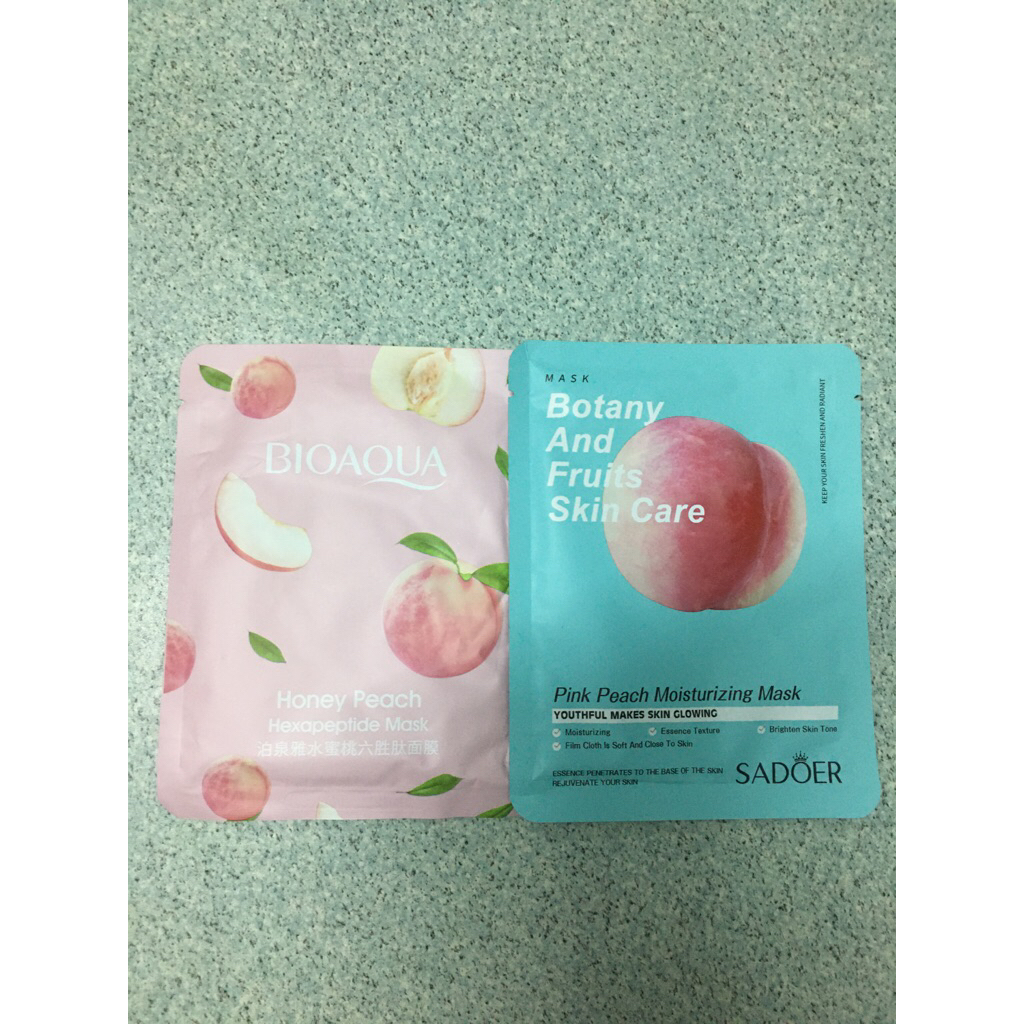 BIOAQUA
Honey Peach
Hexapeptide Mask
泊泉雅水蜜桃六胜肽面膜
MASK
Botany
And
Fruits
Skin Care
KEEP YOUR SKIN FRESHEN AND RADIANT
Pink Peach Moisturizing Mask
YOUTHFUL MAKES SKIN GLOWING
Moisturizing
Essence Texture
Brighten Skin Tone
Film Cloth Is Soft And Close To Skin
ESSENCE PENETRATES TO THE BASE OF THE SKIN
REJUVENATE YOUR SKIN
SADOER